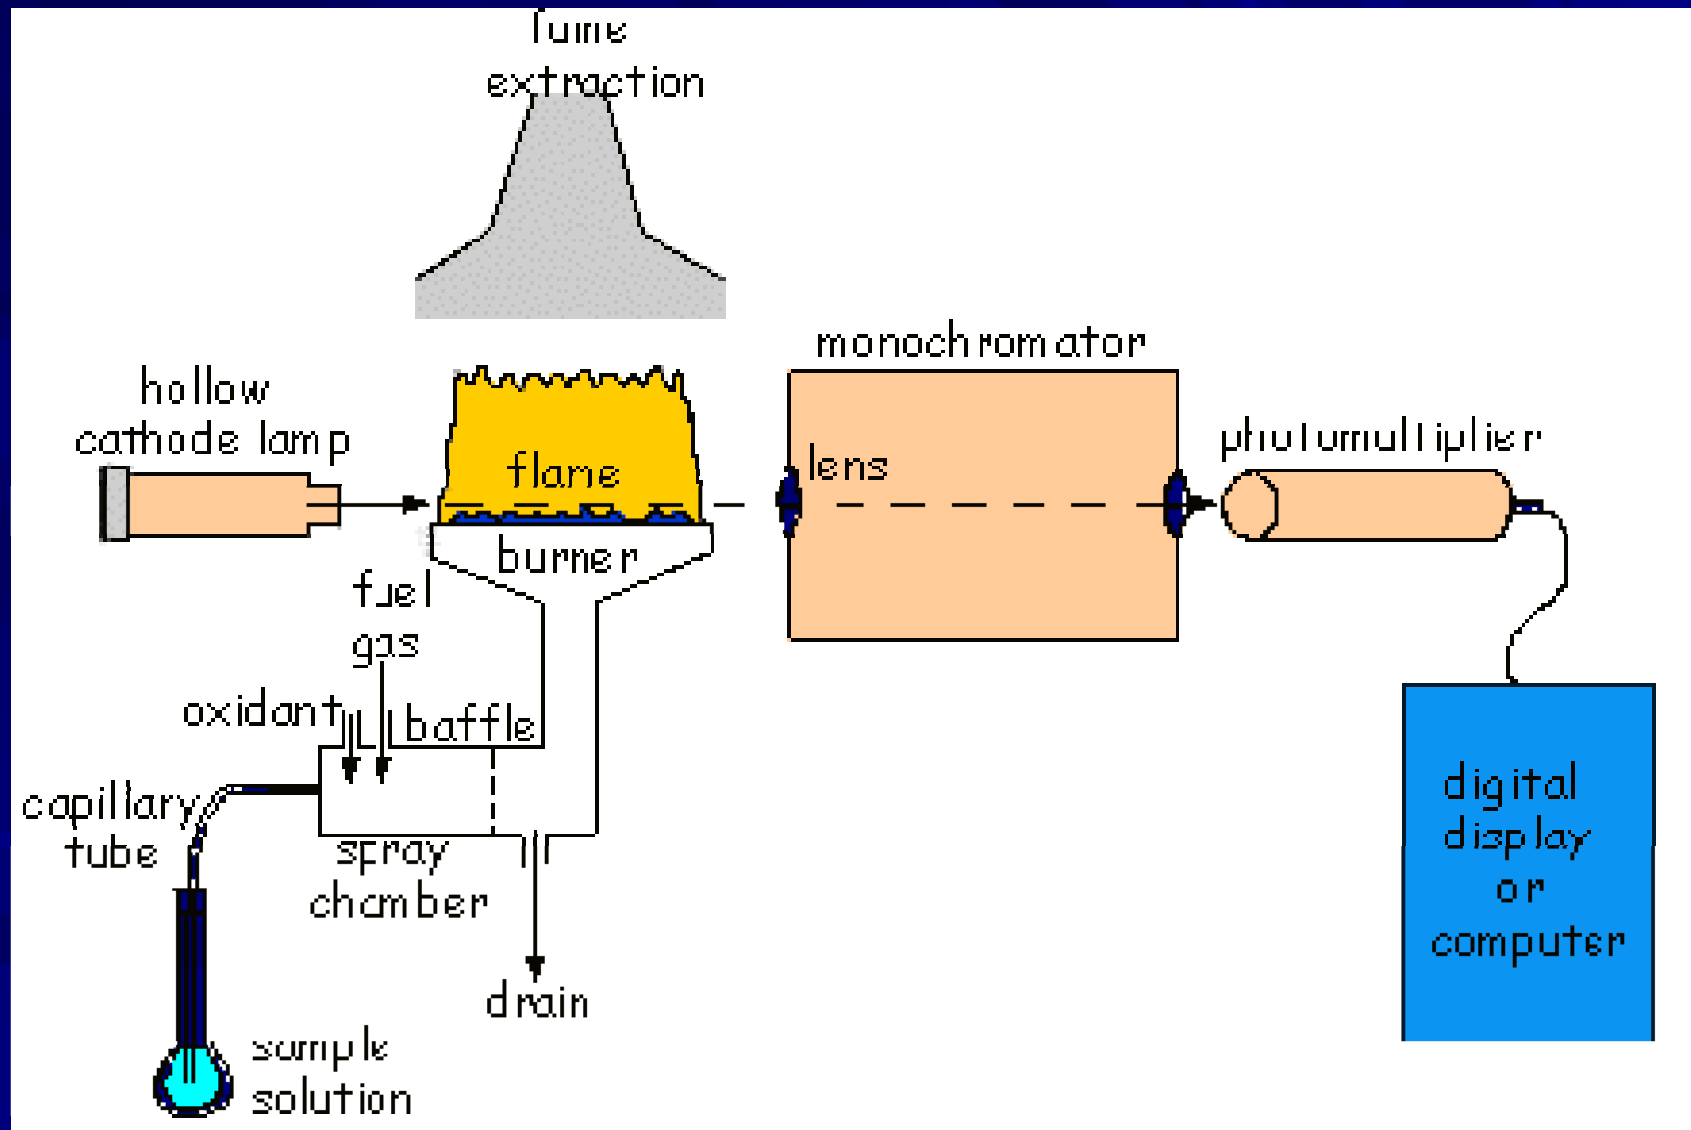 fume
extraction
monochromator
hollow
cathode lamp
photomultiplier
lens
flame
burner
fuel
gas
oxidant
baffle
capillary
tube
spray
chamber
digital
display
or
computer
drain
sample
solution